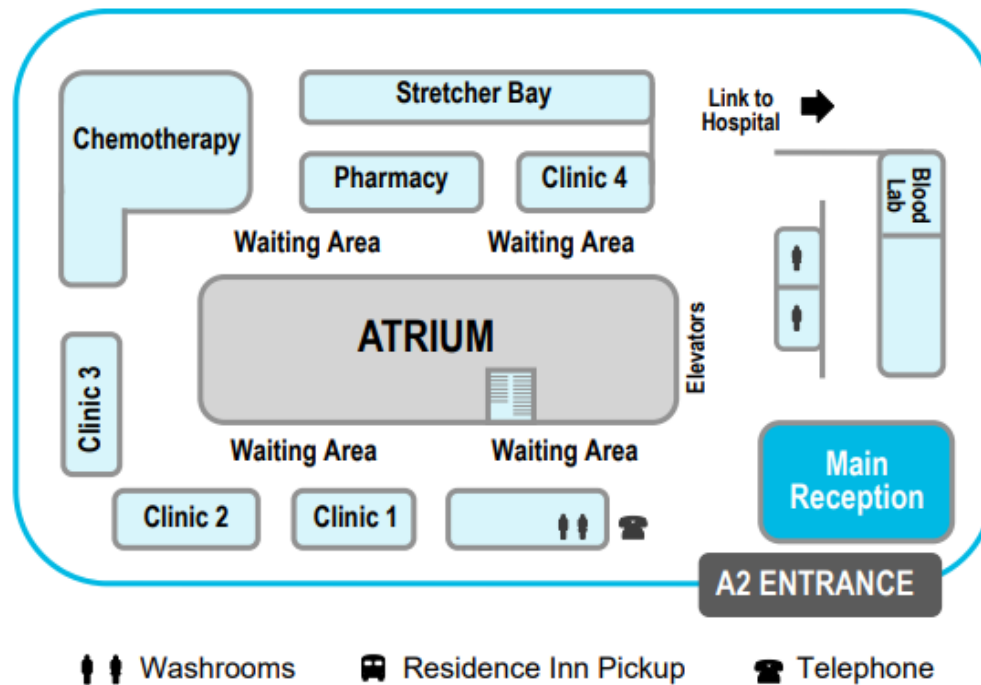 Stretcher Bay
Link to
Hospital
Chemotherapy
Pharmacy
Clinic 4
Blood
Lab
Waiting Area
Waiting Area
ATRIUM
Elevators
Clinic 3
Waiting Area
Waiting Area
Main
Reception
Clinic 2
Clinic 1
A2 ENTRANCE
Washrooms
Residence Inn Pickup
Telephone